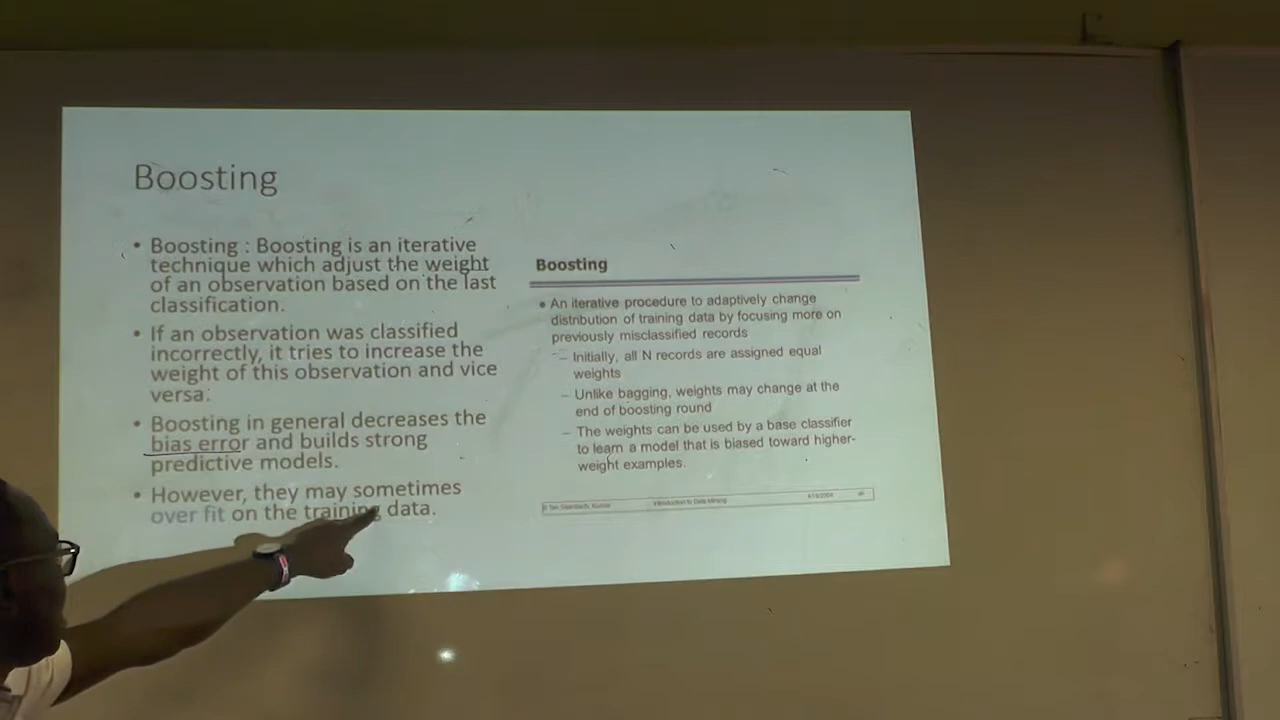 Boosting
• Boosting : Boosting is an iterative
technique which adjust the weight
of an observation based on the last
classification.
• If an observation was classified
incorrectly, it tries to increase the
weight of this observation and vice
versa.
• Boosting in general decreases the
bias error and builds strong
predictive models.
• However, they may sometimes
over fit on the training data.
Boosting
• An iterative procedure to adaptively change
distribution of training data by focusing more on
previously misclassified records
– Initially, all N records are assigned equal
weights
– Unlike bagging, weights may change at the
end of boosting round
– The weights can be used by a base classifier
to learn a model that is biased toward higher-
weight examples.
© Tan, Steinbach, Kumar Introduction to Data Mining 4/18/2004